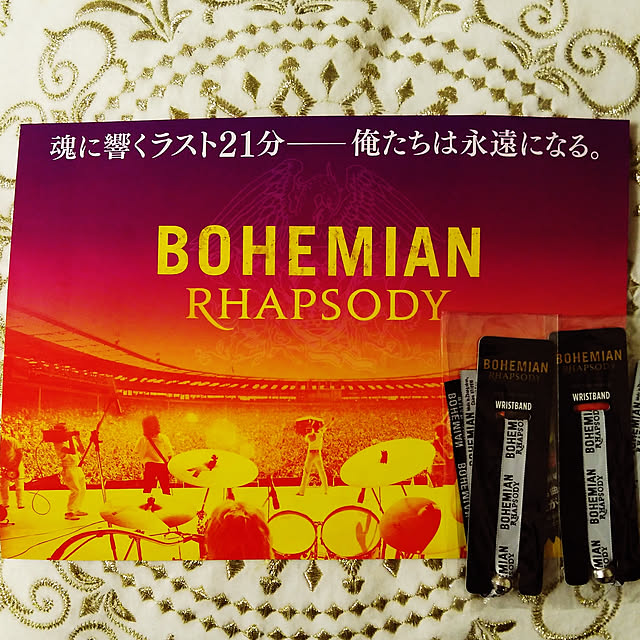 魂に響くラスト21分——俺たちは永遠になる。
BOHEMIAN
RHAPSODY
BOHEMIAN
RHAPSODY
WRISTBAND
BOHEMIAN
RHAPSODY
BOHEMIAN
RHAPSODY
WRISTBAND
BOHEMIAN
RHAPSODY